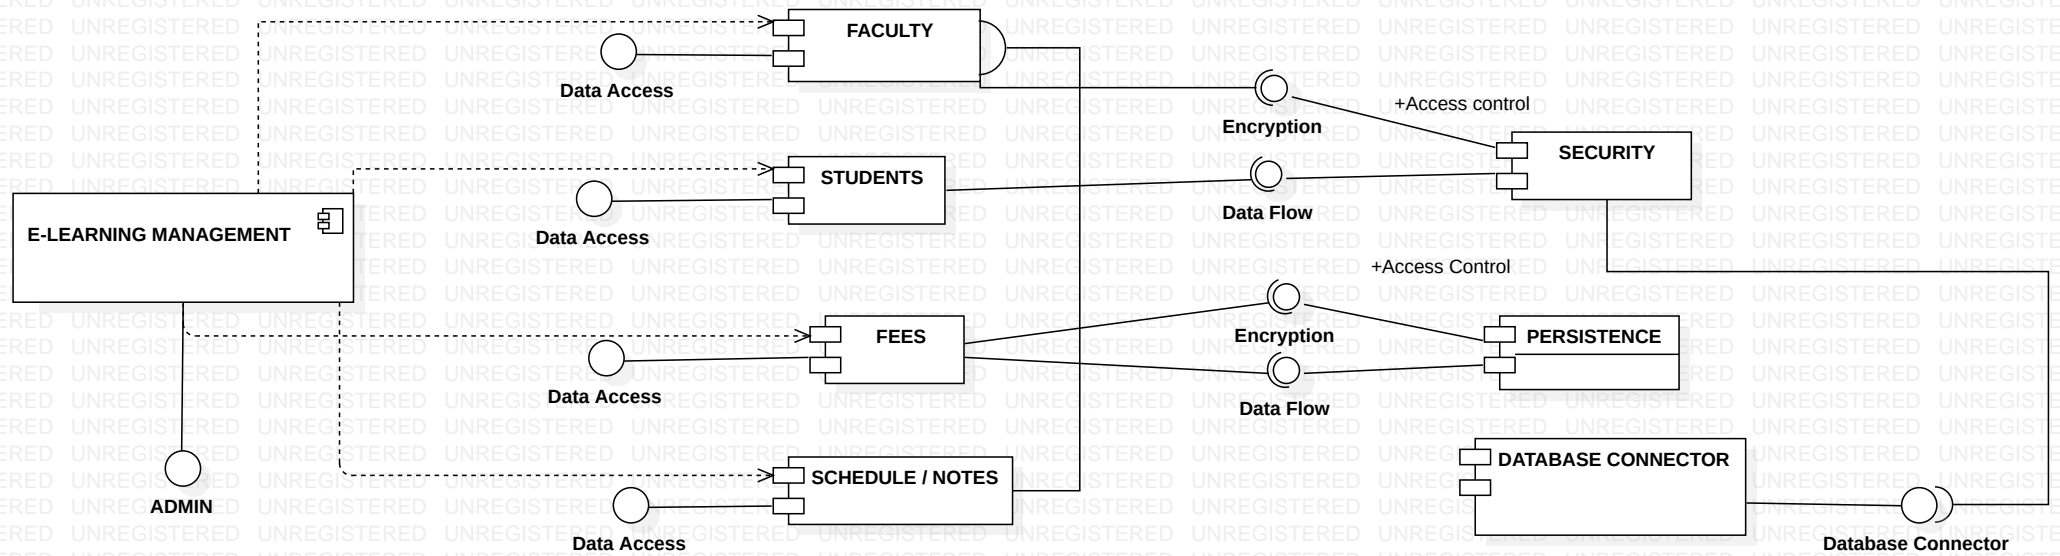 FACULTY
Data Access
+Access control
Encryption
SECURITY
STUDENTS
Data Access
Data Flow
E-LEARNING MANAGEMENT
+Access Control
Encryption
FEES
PERSISTENCE
Data Access
Data Flow
SCHEDULE / NOTES
DATABASE CONNECTOR
ADMIN
Data Access
Database Connector
UNREGISTERED